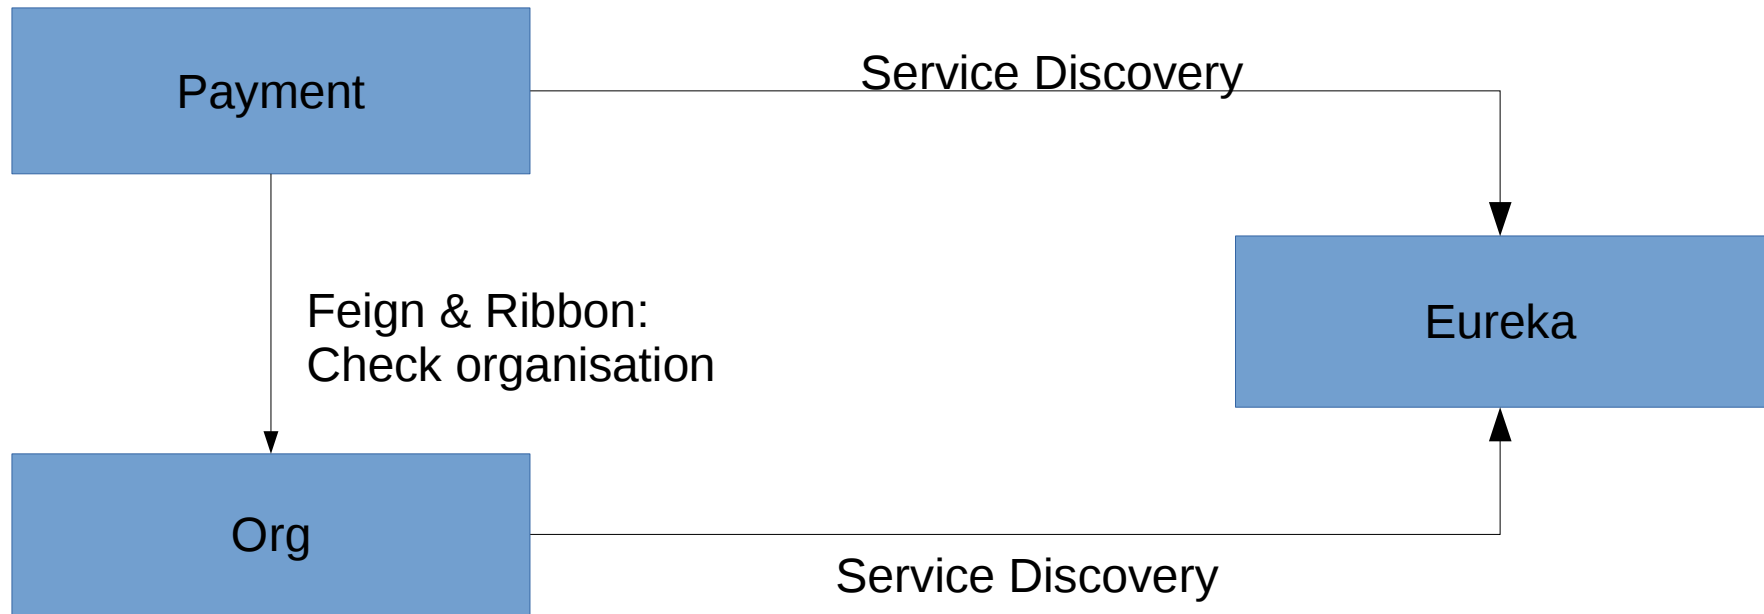 Payment
Service Discovery
Feign & Ribbon:
Check organisation
Eureka
Org
Service Discovery